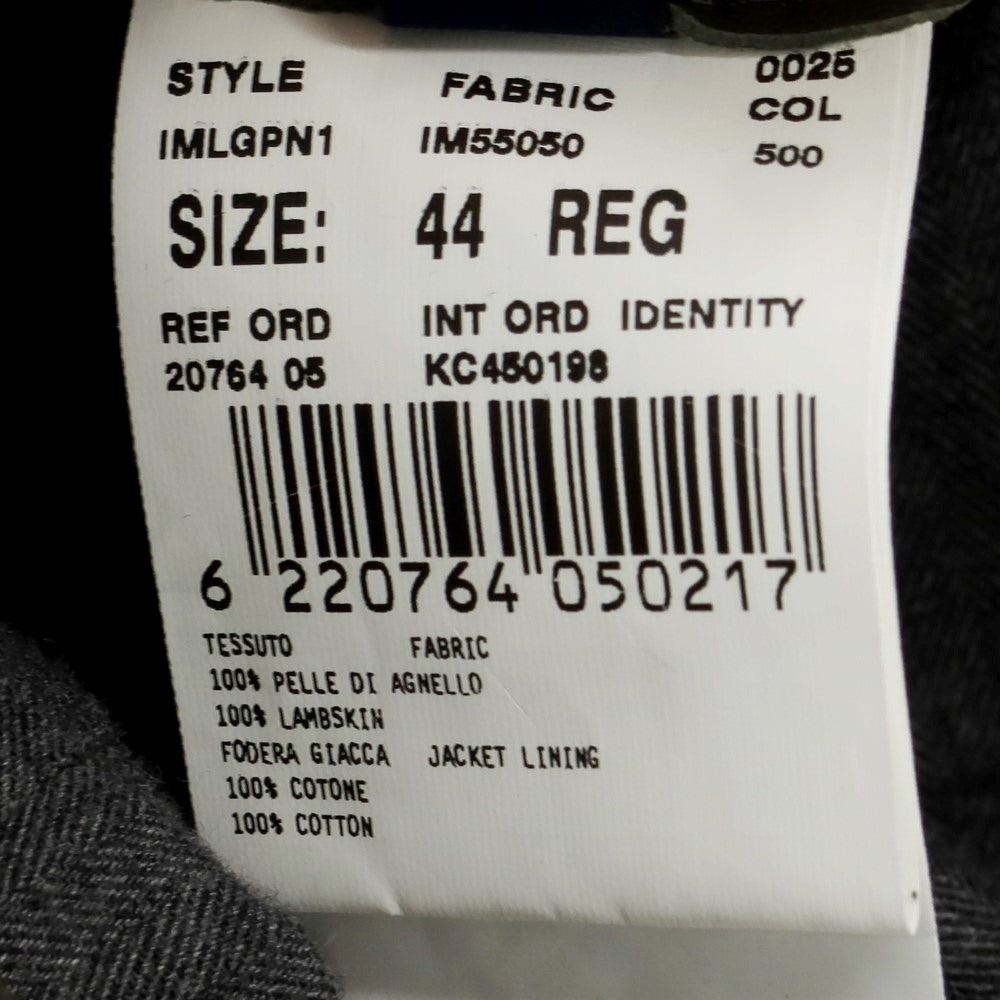 0025
STYLE FABRIC COL
IMLGPN1 IM55050 500
SIZE: 44 REG
REF ORD INT ORD IDENTITY
20764 05 KC450198
6 220764 050217
TESSUTO FABRIC
100% PELLE DI AGNELLO
100% LAMBSKIN
FODERA GIACCA JACKET LINING
100% COTONE
100% COTTON